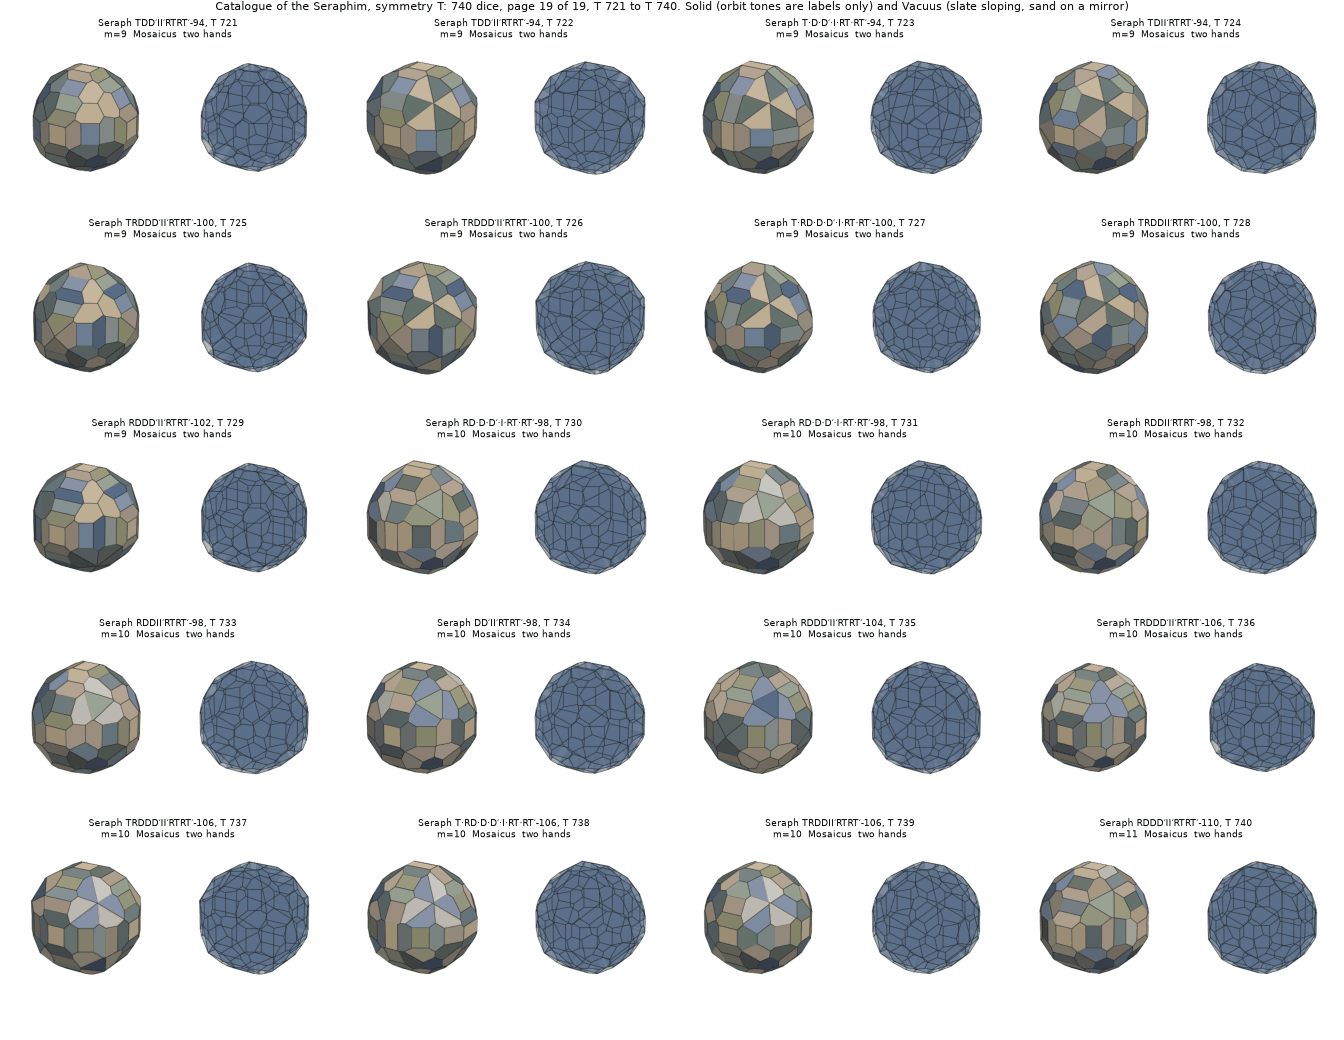 Catalogue of the Seraphim, symmetry T: 740 dice, page 19 of 19, T 721 to T 740. Solid (orbit tones are labels only) and Vacuus (slate sloping, sand on a mirror)
Seraph TDD'II'RTRT'-94, T 721
m=9 Mosaicus two hands
Seraph TDD'II'RTRT'-94, T 722
m=9 Mosaicus two hands
Seraph T·D·D'·I·RT·RT'-94, T 723
m=9 Mosaicus two hands
Seraph TDII'RTRT'-94, T 724
m=9 Mosaicus two hands
Seraph TRDDD'II'RTRT'-100, T 725
m=9 Mosaicus two hands
Seraph TRDDD'II'RTRT'-100, T 726
m=9 Mosaicus two hands
Seraph T·RD·D·D'·I·RT·RT'-100, T 727
m=9 Mosaicus two hands
Seraph TRDDII'RTRT'-100, T 728
m=9 Mosaicus two hands
Seraph RDDD'II'RTRT'-102, T 729
m=9 Mosaicus two hands
Seraph RD·D·D'·I·RT·RT'-98, T 730
m=10 Mosaicus two hands
Seraph RD·D·D'·I·RT·RT'-98, T 731
m=10 Mosaicus two hands
Seraph RDDII'RTRT'-98, T 732
m=10 Mosaicus two hands
Seraph RDDII'RTRT'-98, T 733
m=10 Mosaicus two hands
Seraph DD'II'RTRT'-98, T 734
m=10 Mosaicus two hands
Seraph RDDD'II'RTRT'-104, T 735
m=10 Mosaicus two hands
Seraph TRDDD'II'RTRT'-106, T 736
m=10 Mosaicus two hands
Seraph TRDDD'II'RTRT'-106, T 737
m=10 Mosaicus two hands
Seraph T·RD·D·D'·I·RT·RT'-106, T 738
m=10 Mosaicus two hands
Seraph TRDDII'RTRT'-106, T 739
m=10 Mosaicus two hands
Seraph RDDD'II'RTRT'-110, T 740
m=11 Mosaicus two hands